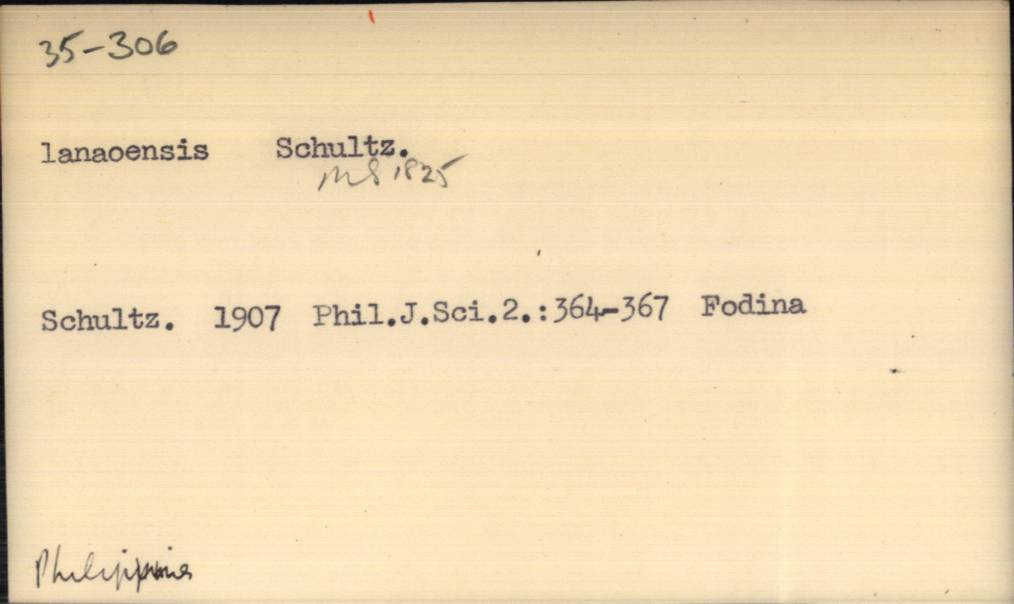 35-306
lanaoensis Schultz.
MS 1825
Schultz. 1907 Phil.J.Sci.2.:364-367 Fodina
Philippines